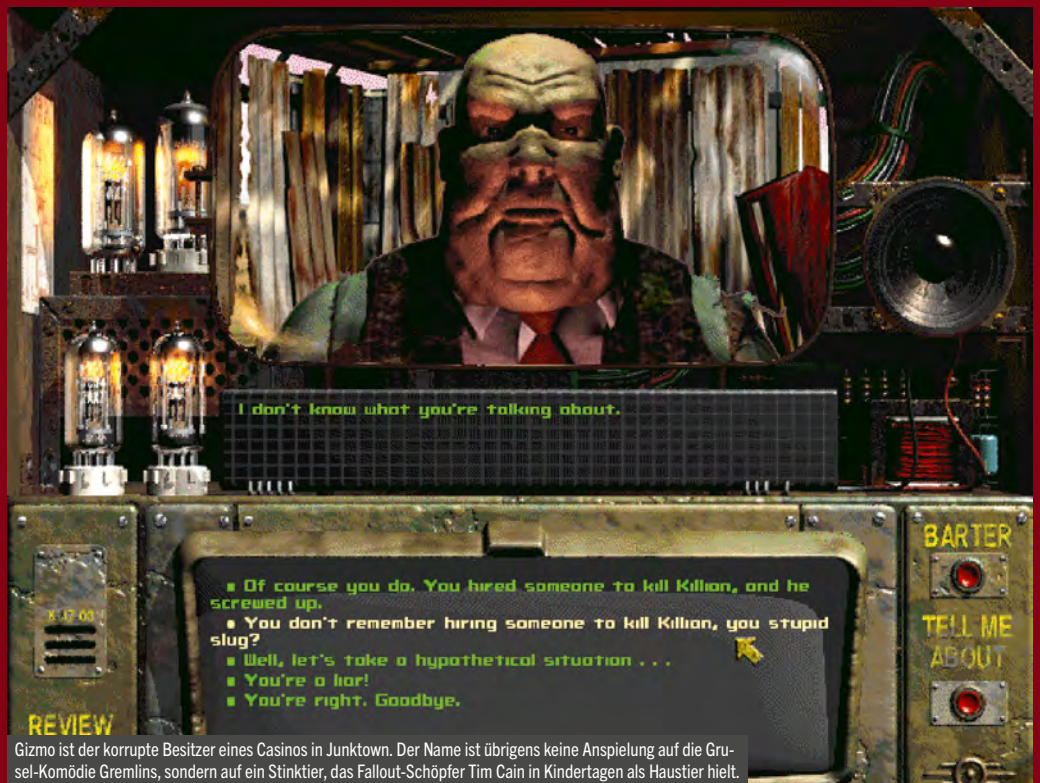 I don't know what you're talking about.
▪ Of course you do. You hired someone to kill Killian, and he
screwed up.
▪ You don't remember hiring someone to kill Killian, you stupid
slug?
▪ Well, let's take a hypothetical situation . . .
▪ You're a liar!
▪ You're right. Goodbye.
BARTER
TELL ME
ABOUT
REVIEW
Gizmo ist der korrupte Besitzer eines Casinos in Junktown. Der Name ist übrigens keine Anspielung auf die Gru-
sel-Komödie Gremlins, sondern auf ein Stinktier, das Fallout-Schöpfer Tim Cain in Kindertagen als Haustier hielt.